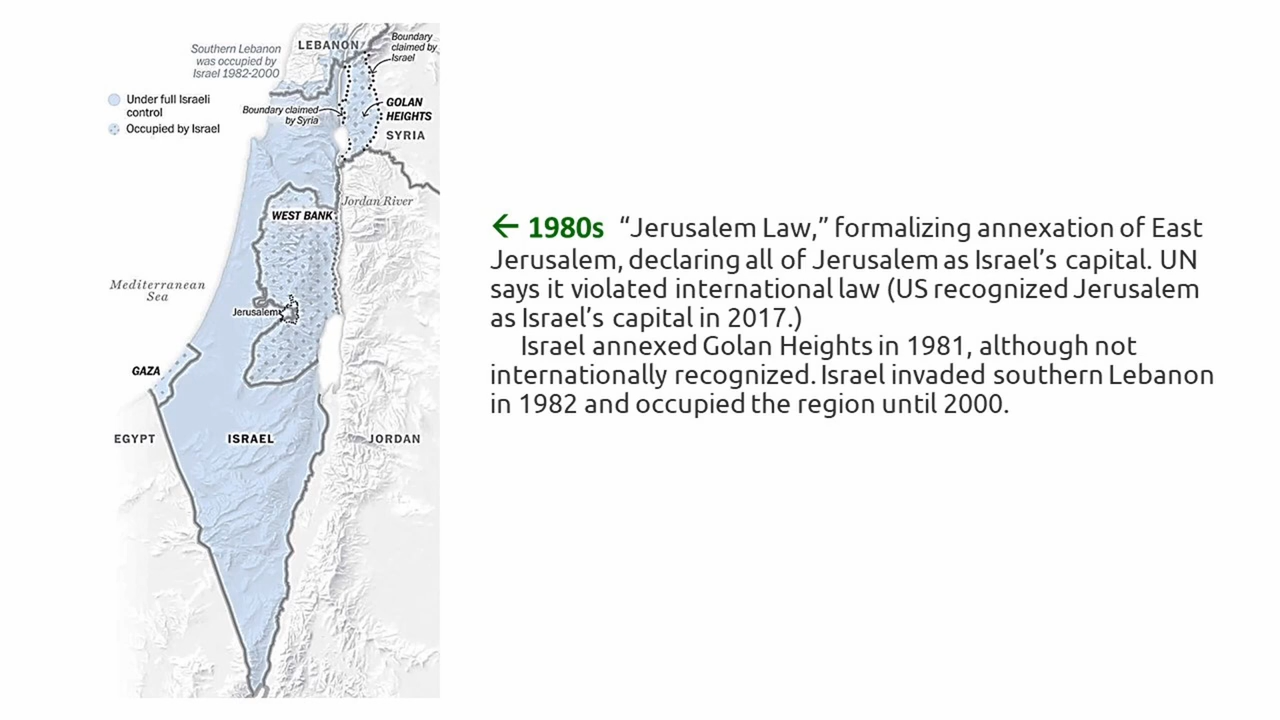 Southern Lebanon
was occupied by
Israel 1982-2000
LEBANON
Boundary
claimed by
Israel
Under full Israeli
control
Occupied by Israel
Boundary claimed
by Syria
GOLAN
HEIGHTS
SYRIA
Jordan River
WEST BANK
Mediterranean
Sea
Jerusalem
GAZA
EGYPT
ISRAEL
JORDAN
← 1980s “Jerusalem Law,” formalizing annexation of East
Jerusalem, declaring all of Jerusalem as Israel’s capital. UN
says it violated international law (US recognized Jerusalem
as Israel’s capital in 2017.)
Israel annexed Golan Heights in 1981, although not
internationally recognized. Israel invaded southern Lebanon
in 1982 and occupied the region until 2000.